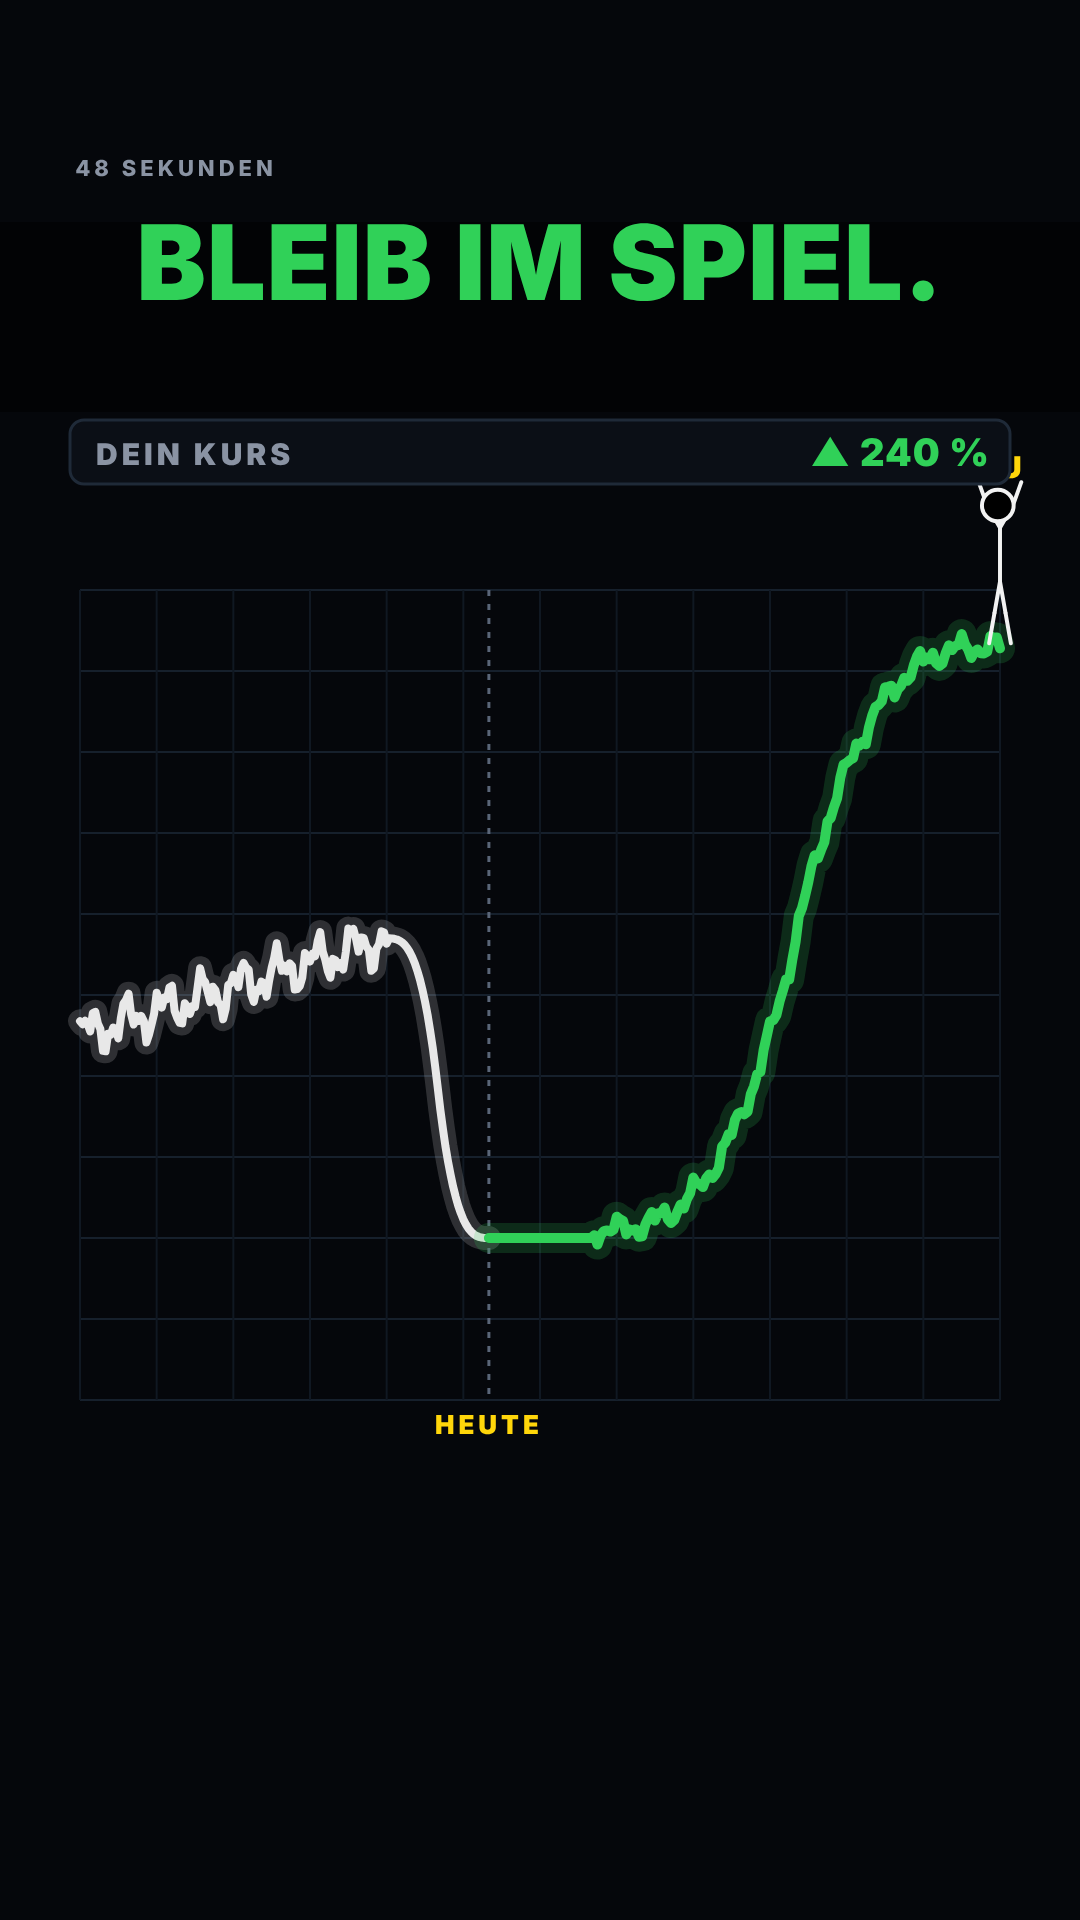 48 SEKUNDEN
BLEIB IM SPIEL.
DEIN KURS ▲ 240 %
HEUTE